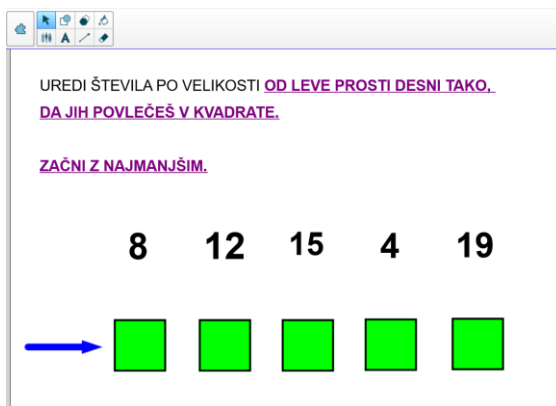 UREDI ŠTEVILA PO VELIKOSTI OD LEVE PROSTI DESNI TAKO,
DA JIH POVLEČEŠ V KVADRATE.
ZAČNI Z NAJMANJŠIM.
8 12 15 4 19